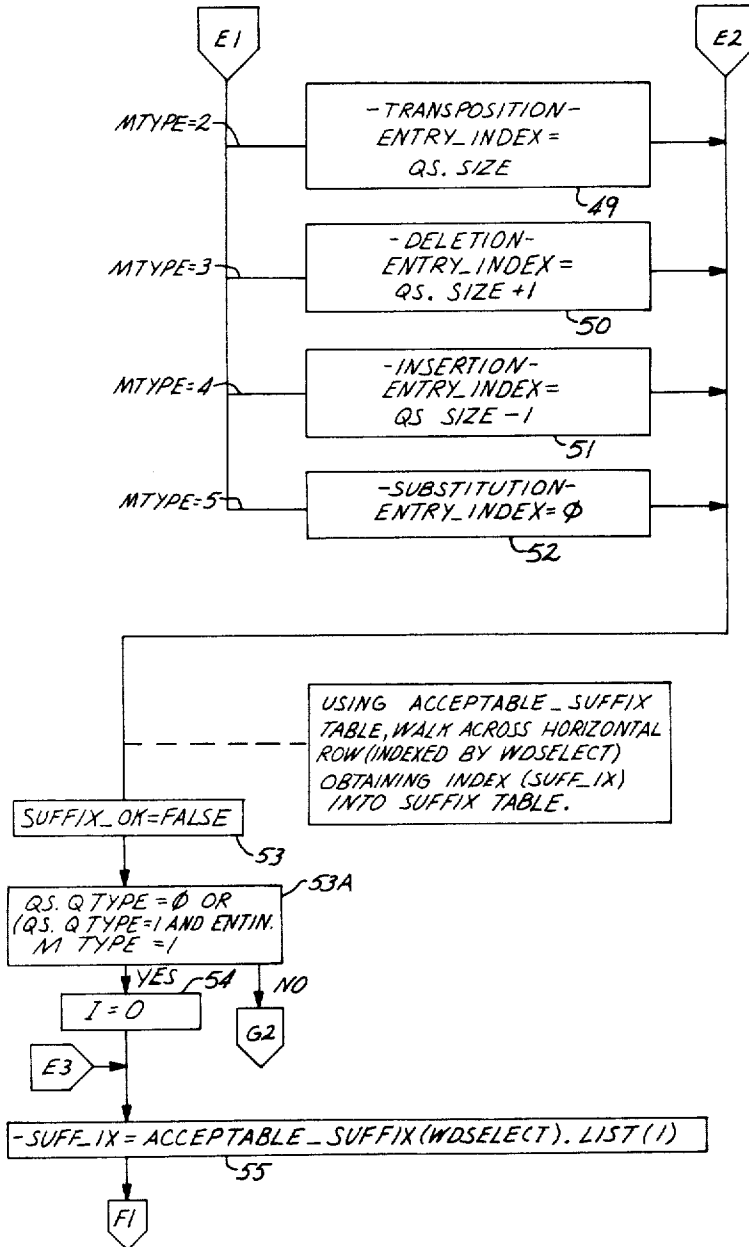 E1
E2
MTYPE=2
-TRANSPOSITION-
ENTRY_INDEX=
QS. SIZE
49
MTYPE=3
-DELETION-
ENTRY_INDEX=
QS. SIZE +1
50
MTYPE=4
-INSERTION-
ENTRY_INDEX=
QS SIZE -1
51
MTYPE=5
-SUBSTITUTION-
ENTRY_INDEX=Ø
52
USING ACCEPTABLE_SUFFIX
TABLE, WALK ACROSS HORIZONTAL
ROW (INDEXED BY WDSELECT)
OBTAINING INDEX (SUFF_IX)
INTO SUFFIX TABLE.
SUFFIX_OK=FALSE
53
QS. Q TYPE = Ø OR
(QS. Q TYPE=1 AND ENTIN.
M TYPE =1
53A
YES
NO
54
I = 0
G2
E3
-SUFF_IX = ACCEPTABLE_SUFFIX (WDSELECT). LIST (I)
55
F1